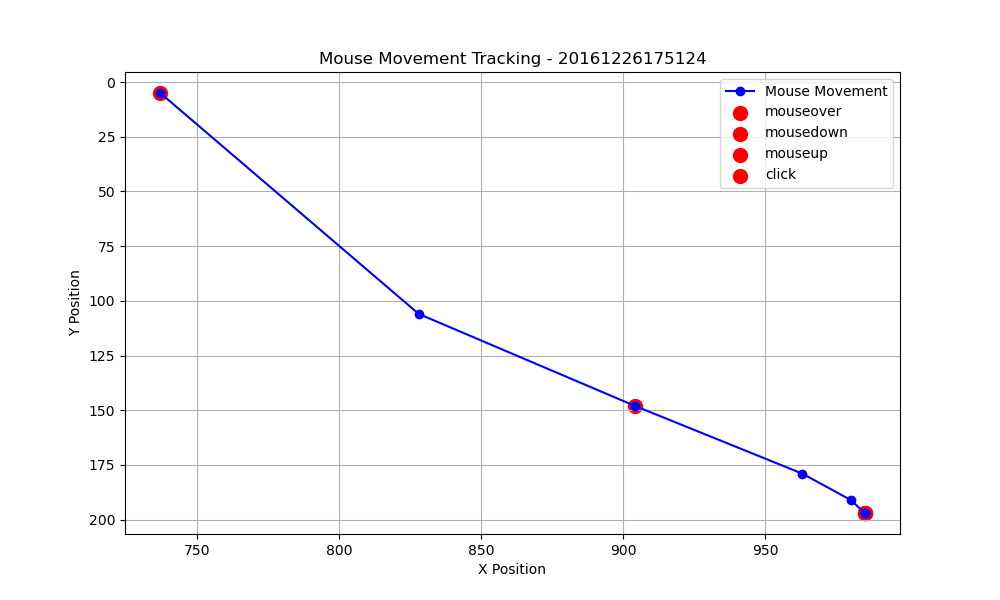 Mouse Movement Tracking - 20161226175124
Mouse Movement
mouseover
mousedown
mouseup
click
0
25
50
75
100
125
150
175
200
Y Position
750
800
850
900
950
X Position